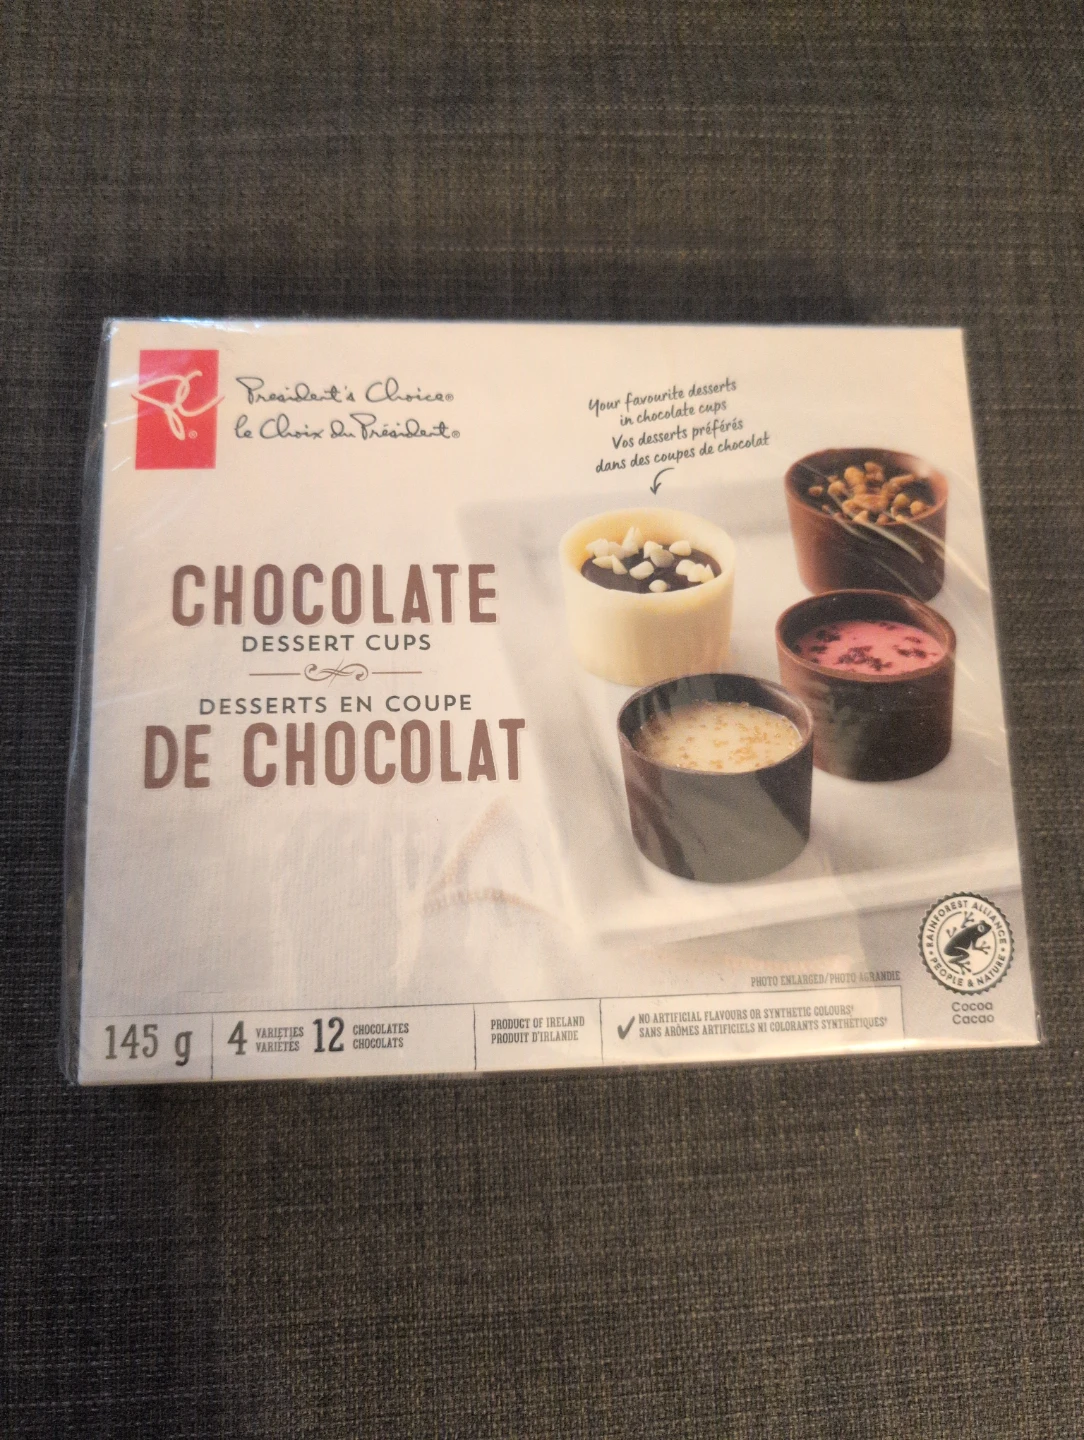 President's Choice®
le Choix du Président®
Your favourite desserts
in chocolate cups
Vos desserts préférés
dans des coupes de chocolat
CHOCOLATE
DESSERT CUPS
DESSERTS EN COUPE
DE CHOCOLAT
RAINFOREST ALLIANCE
PEOPLE & NATURE
Cocoa
Cacao
PHOTO ENLARGED/PHOTO AGRANDIE
145 g
4 VARIETIES
VARIÉTÉS
12 CHOCOLATES
CHOCOLATS
PRODUCT OF IRELAND
PRODUIT D'IRLANDE
✓ NO ARTIFICIAL FLAVOURS OR SYNTHETIC COLOURS†
SANS ARÔMES ARTIFICIELS NI COLORANTS SYNTHÉTIQUES†